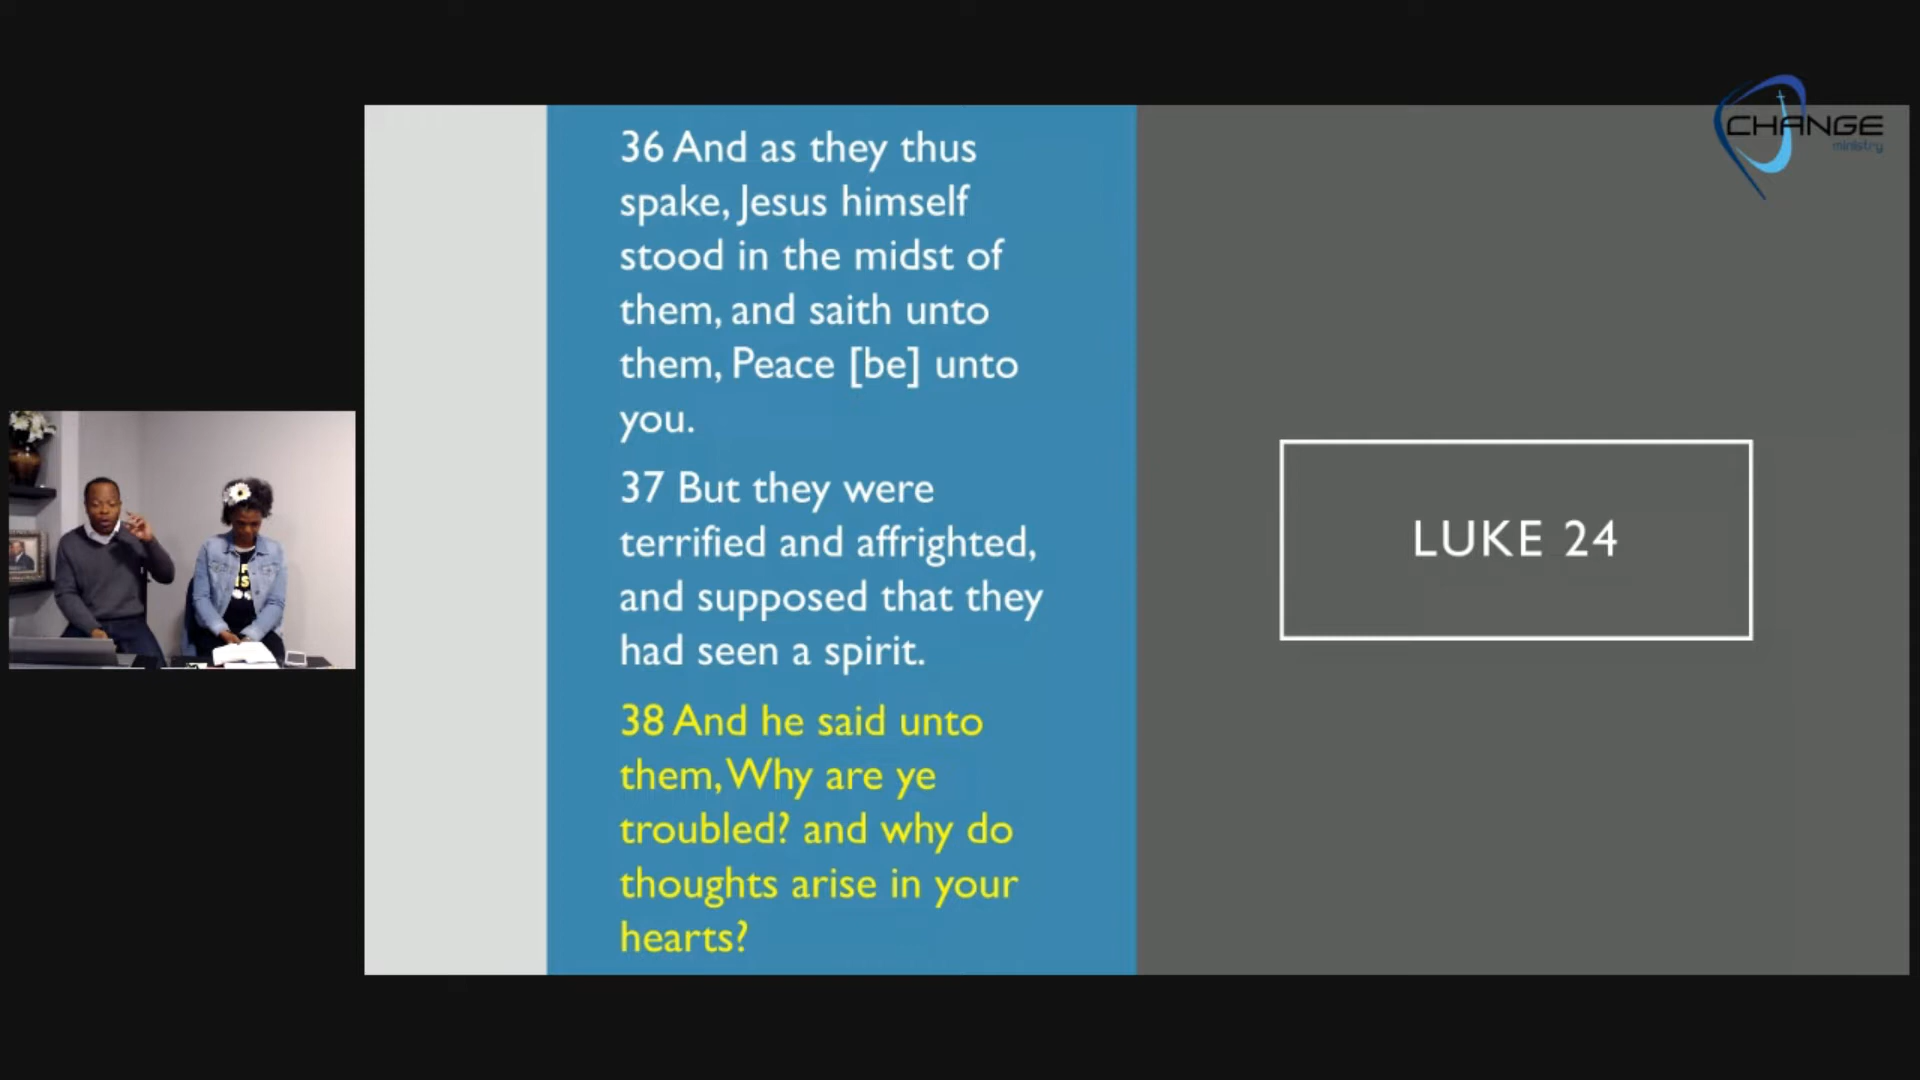 36 And as they thus
spake, Jesus himself
stood in the midst of
them, and saith unto
them, Peace [be] unto
you.
37 But they were
terrified and affrighted,
and supposed that they
had seen a spirit.
38 And he said unto
them, Why are ye
troubled? and why do
thoughts arise in your
hearts?
LUKE 24
CHANGE
ministry